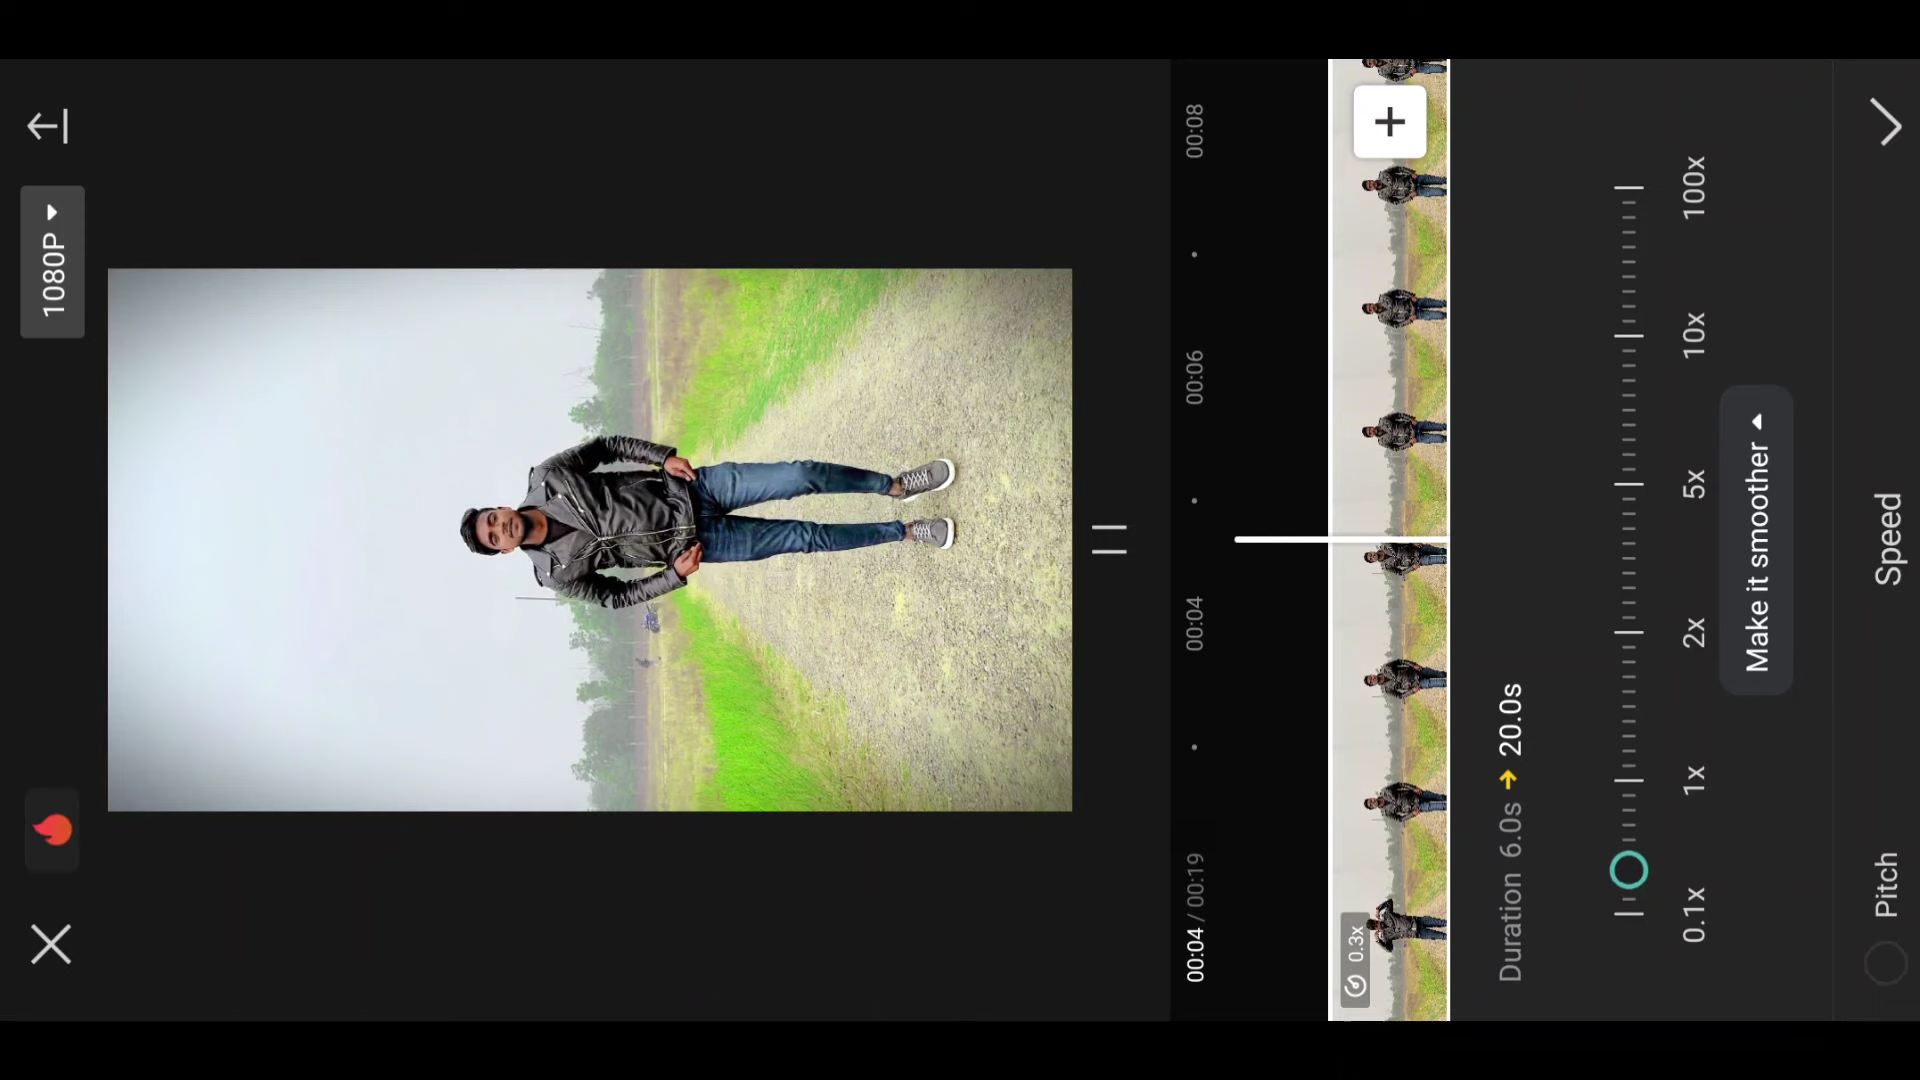 1080P
00:04 / 00:19
00:04
00:06
00:08
0.3x
Duration 6.0s → 20.0s
0.1x
1x
2x
5x
10x
100x
Make it smoother
Pitch
Speed